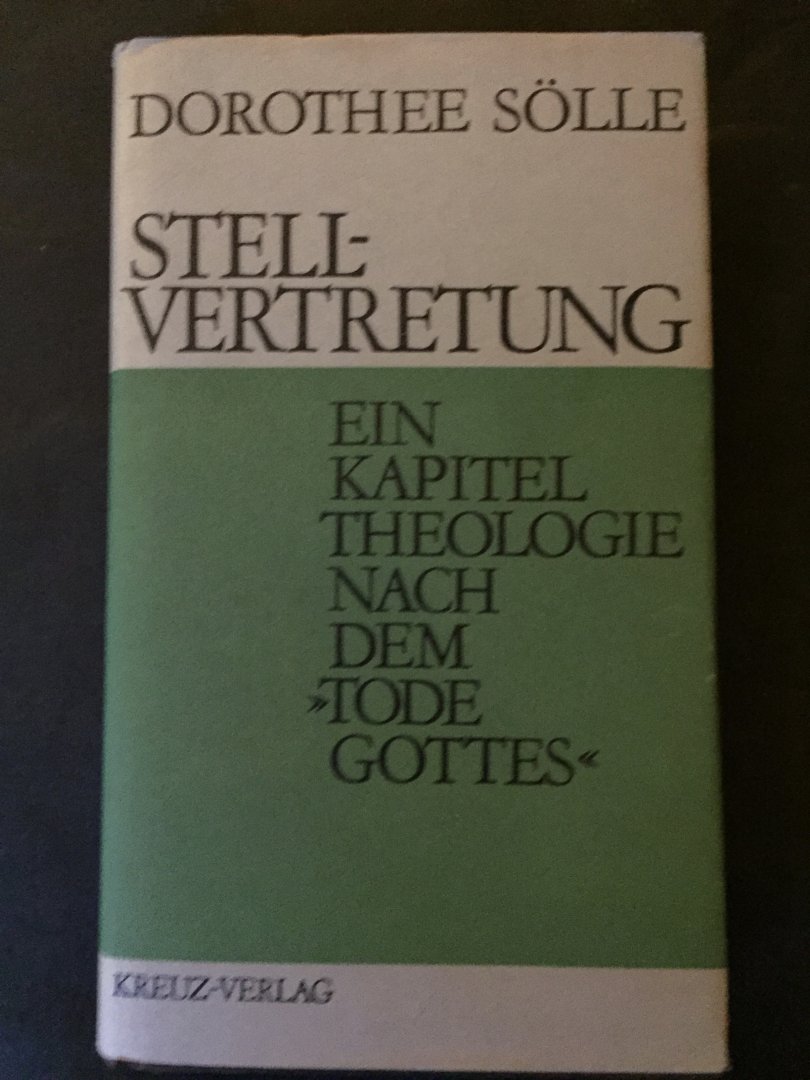 DOROTHEE SÖLLE
STELL-
VERTRETUNG
EIN
KAPITEL
THEOLOGIE
NACH
DEM
»TODE
GOTTES«
KREUZ-VERLAG